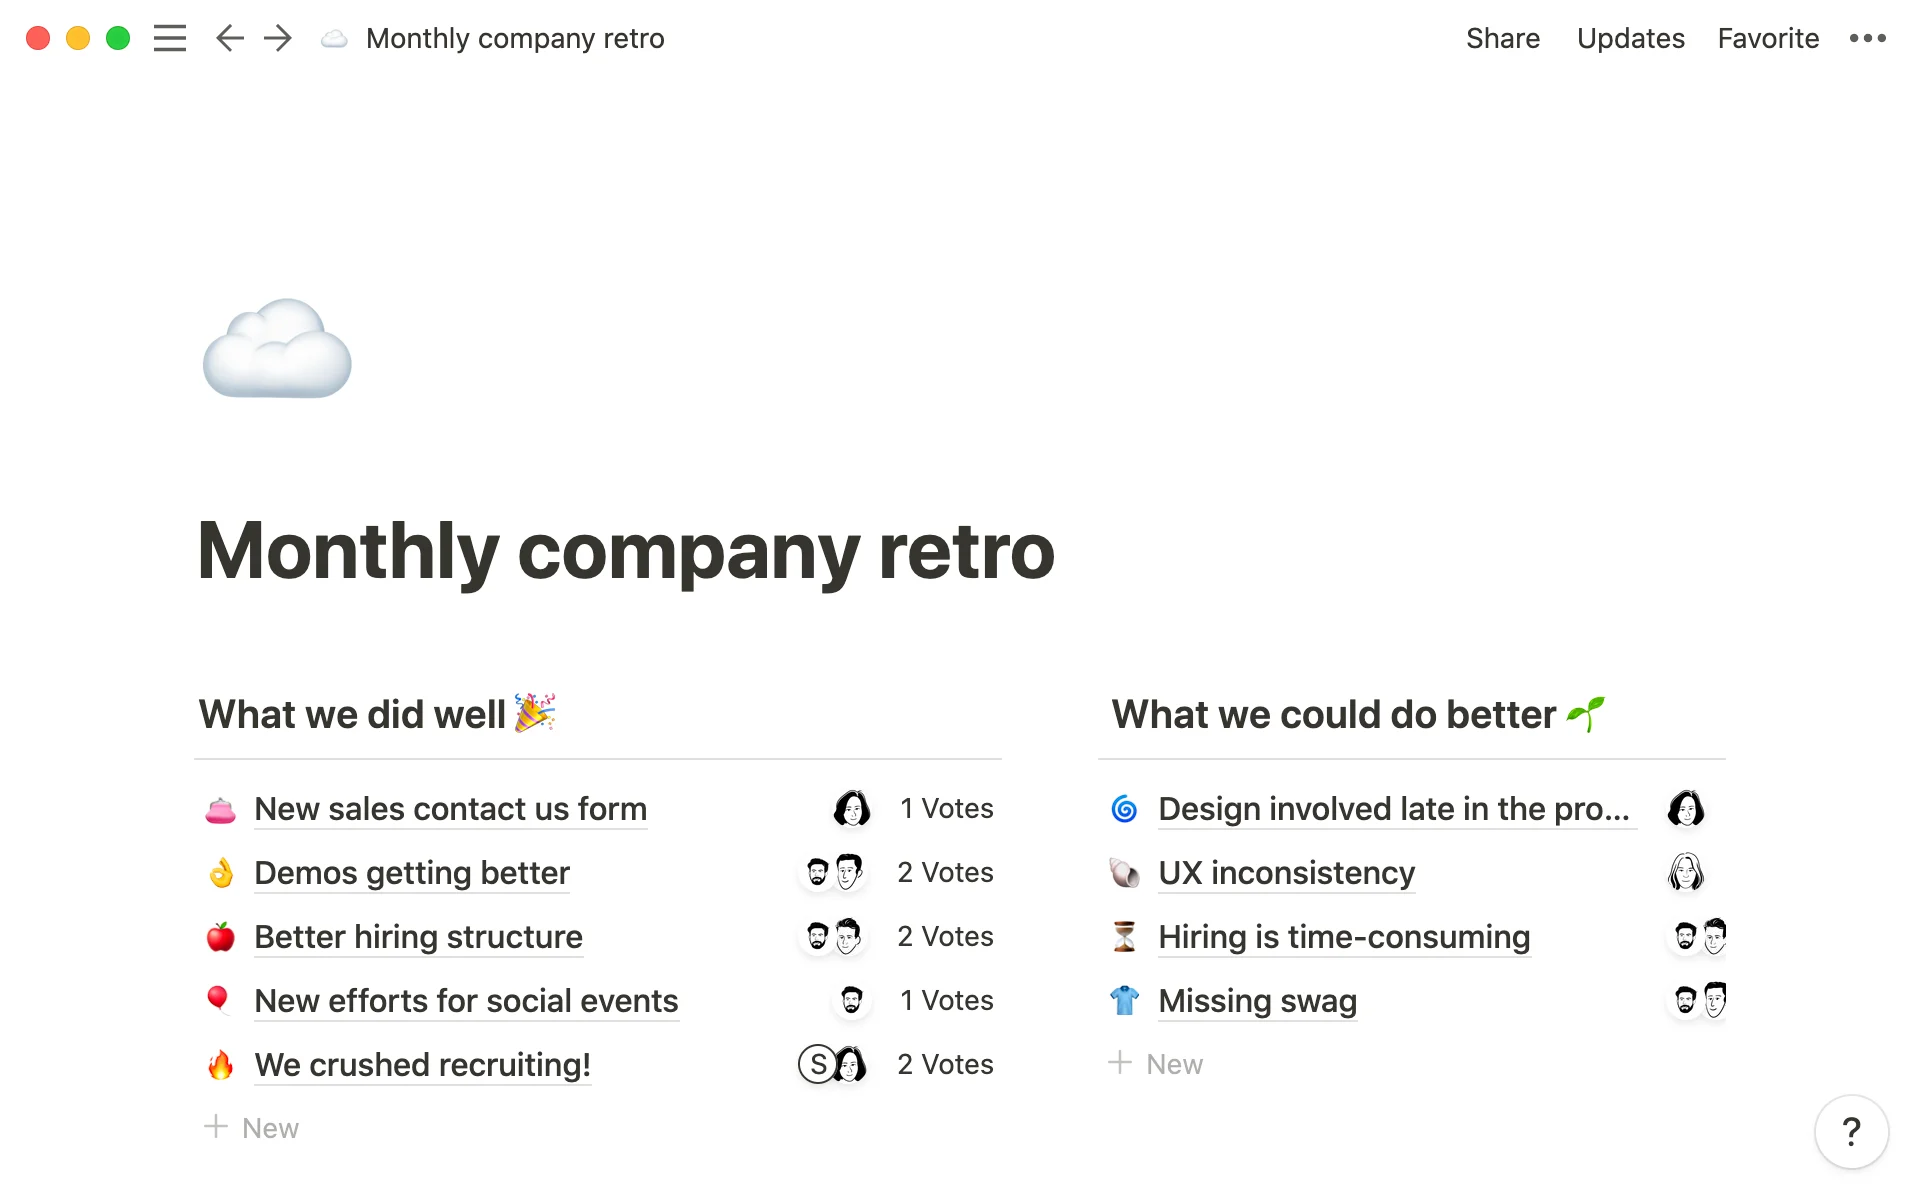 Monthly company retro
Share Updates Favorite
Monthly company retro
What we did well
New sales contact us form 1 Votes
Demos getting better 2 Votes
Better hiring structure 2 Votes
New efforts for social events 1 Votes
We crushed recruiting! S 2 Votes
+ New
What we could do better
Design involved late in the pro...
UX inconsistency
Hiring is time-consuming
Missing swag
+ New
?